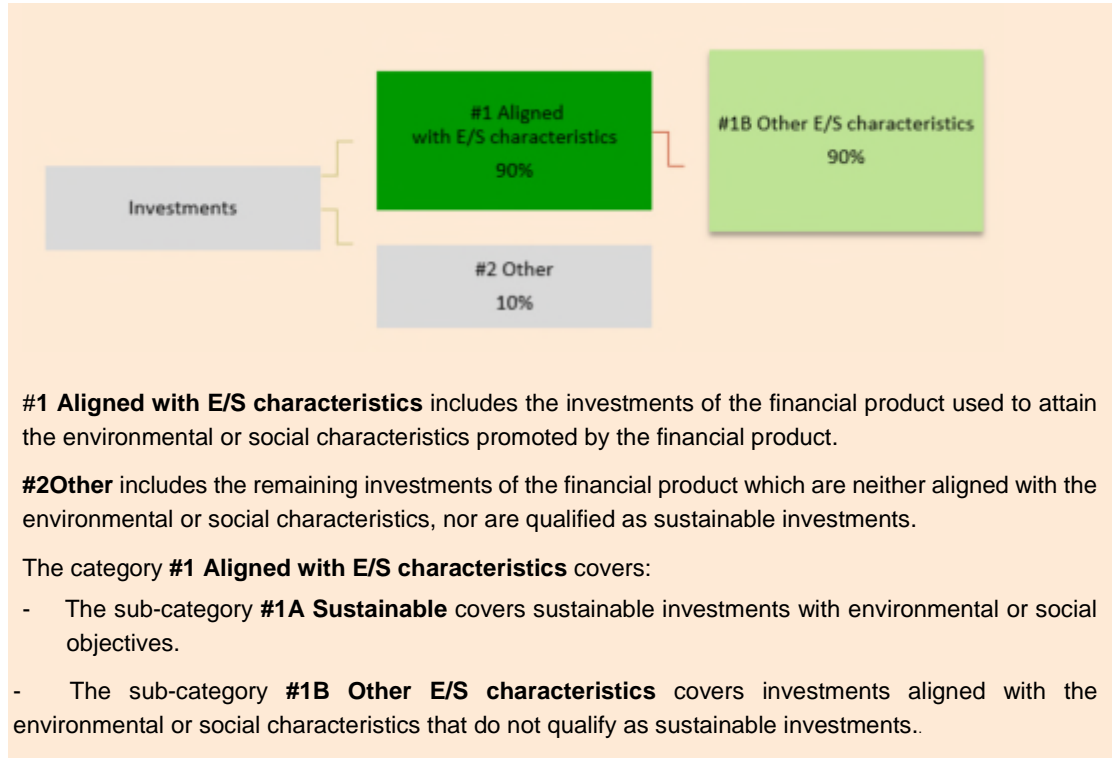 #1 Aligned
with E/S characteristics
90%
#1B Other E/S characteristics
90%
Investments
#2 Other
10%
#1 Aligned with E/S characteristics includes the investments of the financial product used to attain
the environmental or social characteristics promoted by the financial product.
#2Other includes the remaining investments of the financial product which are neither aligned with the
environmental or social characteristics, nor are qualified as sustainable investments.
The category #1 Aligned with E/S characteristics covers:
- The sub-category #1A Sustainable covers sustainable investments with environmental or social
objectives.
- The sub-category #1B Other E/S characteristics covers investments aligned with the
environmental or social characteristics that do not qualify as sustainable investments..